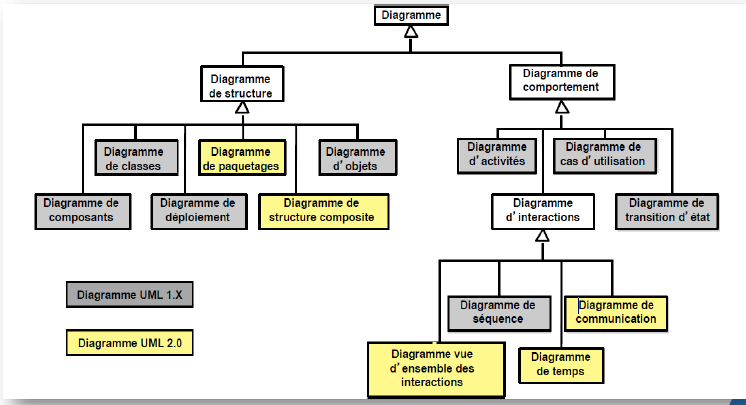 Diagramme
Diagramme
de structure
Diagramme de
comportement
Diagramme
de classes
Diagramme
de paquetages
Diagramme
d'objets
Diagramme
d'activités
Diagramme de
cas d'utilisation
Diagramme de
composants
Diagramme de
déploiement
Diagramme de
structure composite
Diagramme
d'interactions
Diagramme de
transition d'état
Diagramme UML 1.X
Diagramme de
séquence
Diagramme de
communication
Diagramme UML 2.0
Diagramme vue
d'ensemble des
interactions
Diagramme
de temps